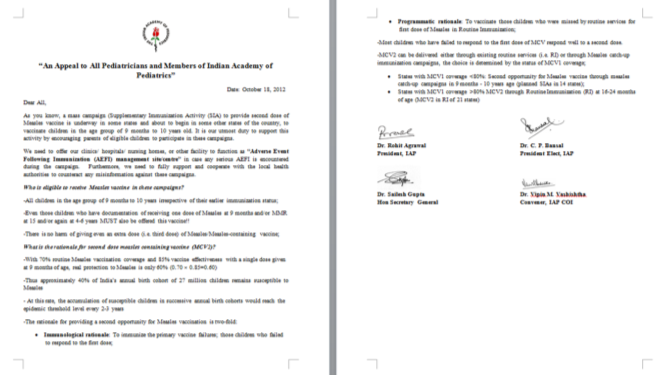 "An Appeal to All Pediatricians and Members of Indian Academy of
Pediatrics"
Date: October 18, 2012
Dear All,
As you know, a mass campaign (Supplementary Immunization Activity (SIA) to provide second dose of
Measles vaccine is underway in some states and about to begin in some other states of the country, to
vaccinate children in the age group of 9 months to 10 years old. It is our utmost duty to support this
activity by encouraging parents of eligible children to participate in these campaigns.
We need to offer our clinics/ hospitals/ nursing homes, or other facility to function as "Adverse Event
Following Immunization (AEFI) management site/centre" in case any serious AEFI is encountered
during the campaign. Furthermore, we need to fully support and cooperate with the local health
authorities to counteract any misinformation against these campaigns.
Who is eligible to receive Measles vaccine in these campaigns?
-All children in the age group of 9 months to 10 years irrespective of their earlier immunization status;
-Even those children who have documentation of receiving one dose of Measles at 9 months and/or MMR
at 15 and/or again at 4-6 years MUST also be offered this vaccine!!
-There is no harm of giving even an extra dose (i.e. third dose) of Measles/Measles-containing vaccine;
What is the rationale for second dose measles containing vaccine (MCV2)?
-With 70% routine Measles vaccination coverage and 85% vaccine effectiveness with a single dose given
at 9 months of age, real protection to Measles is only 60% (0.70 × 0.85=0.60)
-Thus approximately 40% of India's annual birth cohort of 27 million children remains susceptible to
Measles
- At this rate, the accumulation of susceptible children in successive annual birth cohorts would reach the
epidemic threshold level every 2-3 years
-The rationale for providing a second opportunity for Measles vaccination is two-fold:
• Immunological rationale: To immunize the primary vaccine failures; those children who failed
to respond to the first dose;
• Programmatic rationale: To vaccinate those children who were missed by routine services for
first dose of Measles in Routine Immunization;
-Most children who have failed to respond to the first dose of MCV respond well to a second dose.
-MCV2 can be delivered either through existing routine services (i.e. RI) or through Measles catch-up
immunization campaigns, the choice is determined by the status of MCV1 coverage;
• States with MCV1 coverage <80%: Second opportunity for Measles vaccine through measles
catch-up campaigns in 9 months - 10 years age (planned SIAs in 14 states);
• States with MCV1 coverage >80% MCV2 through Routine Immunization (RI) at 16-24 months
of age (MCV2 in RI of 21 states)
Dr. Rohit Agrawal
President, IAP
Dr. C. P. Bansal
President Elect, IAP
Dr. Sailesh Gupta
Hon Secretary General
Dr. Vipin M. Vashishtha
Convener, IAP COI